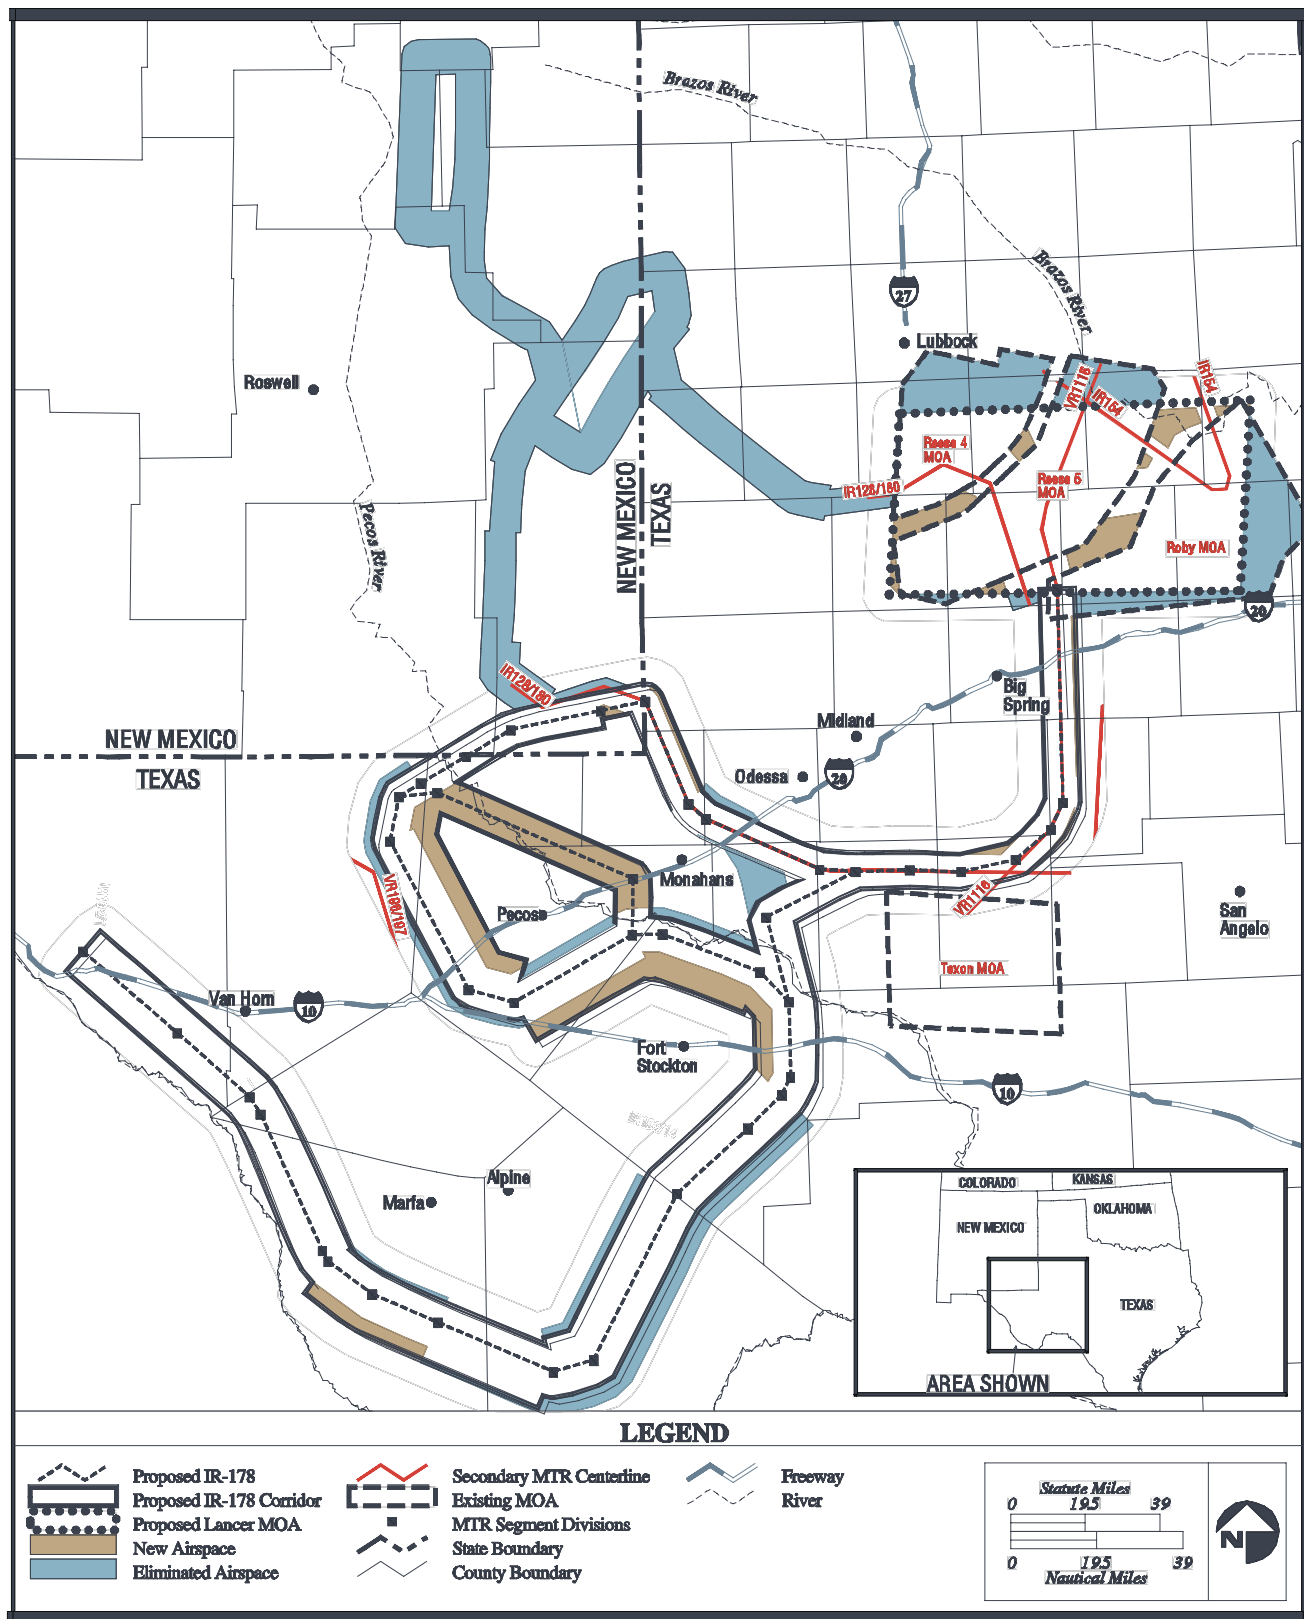 Brazos River
Brazos River
27
Lubbock
Roswell
IR154
VR1116
IR154
Reese 4
MOA
Reese 5
MOA
IR128/180
NEW MEXICO
TEXAS
Pecos River
Roby MOA
20
IR128/180
Big
Spring
Midland
NEW MEXICO
TEXAS
Odessa
20
Monahans
VR196/197
Pecos
VR1116
San
Angelo
Texon MOA
Van Horn
10
Fort
Stockton
10
Alpine
Marfa
COLORADO
KANSAS
OKLAHOMA
NEW MEXICO
TEXAS
AREA SHOWN
LEGEND
Proposed IR-178
Proposed IR-178 Corridor
Proposed Lancer MOA
New Airspace
Eliminated Airspace
Secondary MTR Centerline
Existing MOA
MTR Segment Divisions
State Boundary
County Boundary
Freeway
River
Statute Miles
0 19.5 39
0 19.5 39
Nautical Miles
N